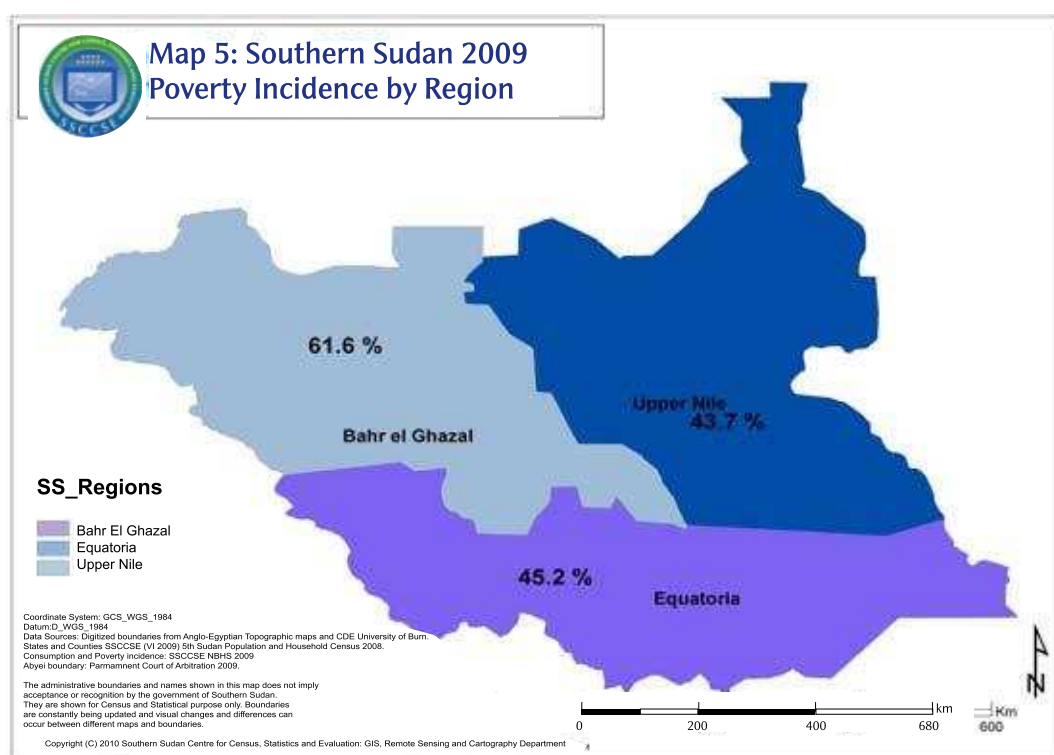 Map 5: Southern Sudan 2009
Poverty Incidence by Region
SSCCSE
61.6 %
Bahr el Ghazal
Upper Nile
43.7 %
45.2 %
Equatoria
SS_Regions
Bahr El Ghazal
Equatoria
Upper Nile
Coordinate System: GCS_WGS_1984
Datum:D_WGS_1984
Data Sources: Digitized boundaries from Anglo-Egyptian Topographic maps and CDE University of Burn.
States and Counties SSCCSE (VI 2009) 5th Sudan Population and Household Census 2008.
Consumption and Poverty incidence: SSCCSE NBHS 2009
Abyei boundary: Parmamnent Court of Arbitration 2009.
The administrative boundaries and names shown in this map does not imply
acceptance or recognition by the government of Southern Sudan.
They are shown for Census and Statistical purpose only. Boundaries
are constantly being updated and visual changes and differences can
occur between different maps and boundaries.
Copyright (C) 2010 Southern Sudan Centre for Census, Statistics and Evaluation: GIS, Remote Sensing and Cartography Department
N
0 200 400 680 km
Km
600